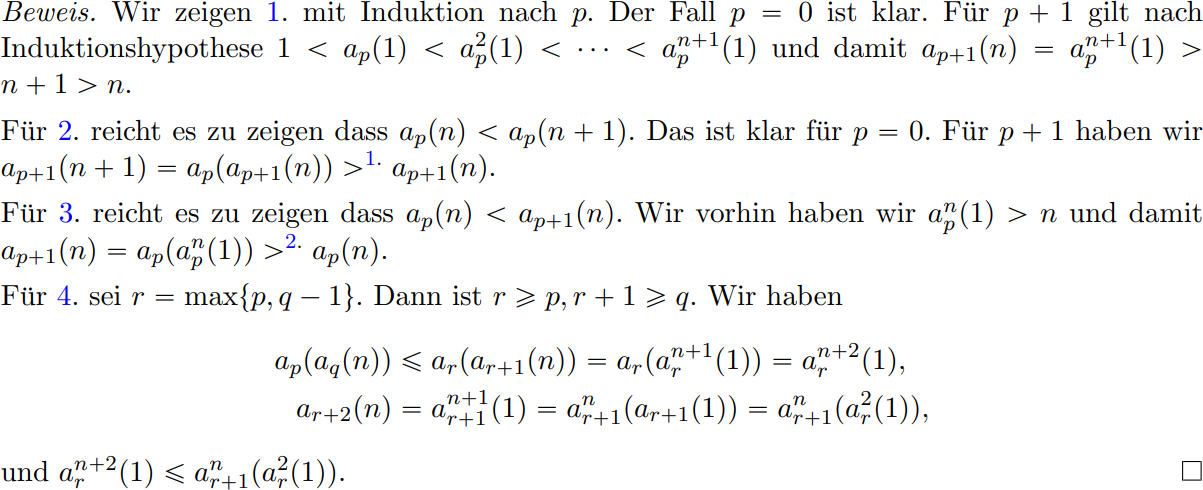 Beweis. Wir zeigen 1. mit Induktion nach p. Der Fall p = 0 ist klar. Für p + 1 gilt nach
Induktionshypothese 1 < a_p(1) < a_p^2(1) < ··· < a_p^{n+1}(1) und damit a_{p+1}(n) = a_p^{n+1}(1) >
n + 1 > n.
Für 2. reicht es zu zeigen dass a_p(n) < a_p(n + 1). Das ist klar für p = 0. Für p + 1 haben wir
a_{p+1}(n + 1) = a_p(a_{p+1}(n)) >^{1.} a_{p+1}(n).
Für 3. reicht es zu zeigen dass a_p(n) < a_{p+1}(n). Wir vorhin haben wir a_p^n(1) > n und damit
a_{p+1}(n) = a_p(a_p^n(1)) >^{2.} a_p(n).
Für 4. sei r = max{p, q − 1}. Dann ist r ⩾ p, r + 1 ⩾ q. Wir haben
a_p(a_q(n)) ⩽ a_r(a_{r+1}(n)) = a_r(a_r^{n+1}(1)) = a_r^{n+2}(1),
a_{r+2}(n) = a_{r+1}^{n+1}(1) = a_{r+1}^n(a_{r+1}(1)) = a_{r+1}^n(a_r^2(1)),
und a_r^{n+2}(1) ⩽ a_{r+1}^n(a_r^2(1)). □